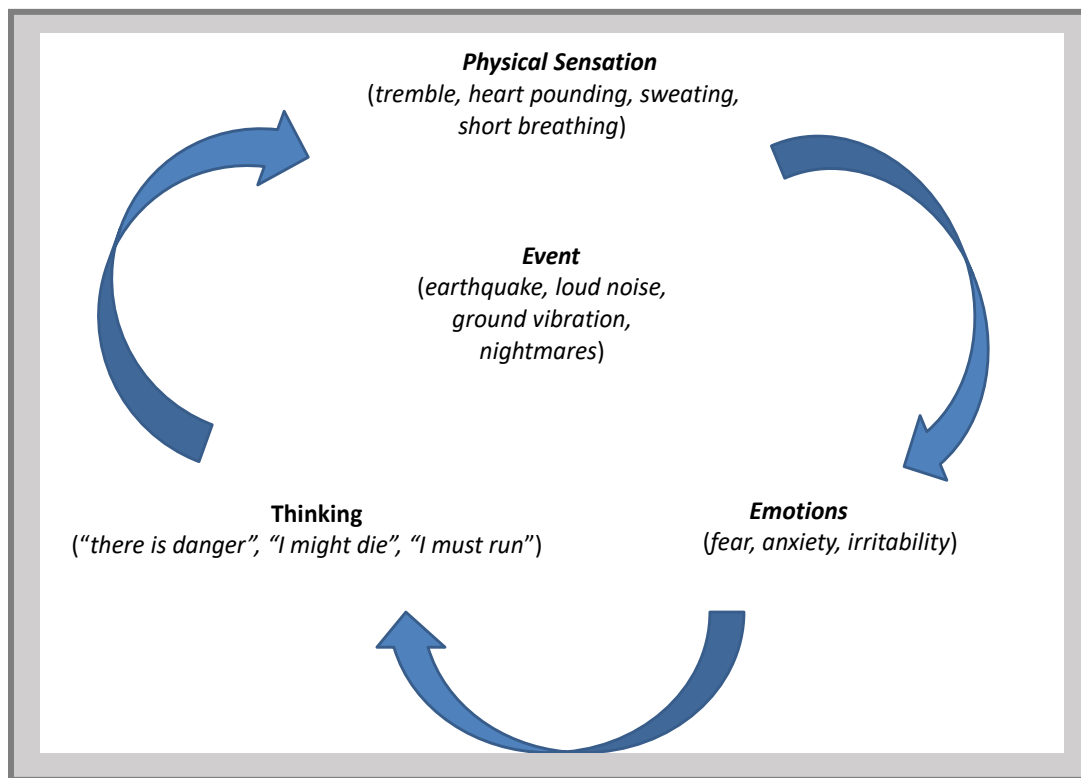 Physical Sensation
(tremble, heart pounding, sweating,
short breathing)
Event
(earthquake, loud noise,
ground vibration,
nightmares)
Thinking
(“there is danger”, “I might die”, “I must run”)
Emotions
(fear, anxiety, irritability)